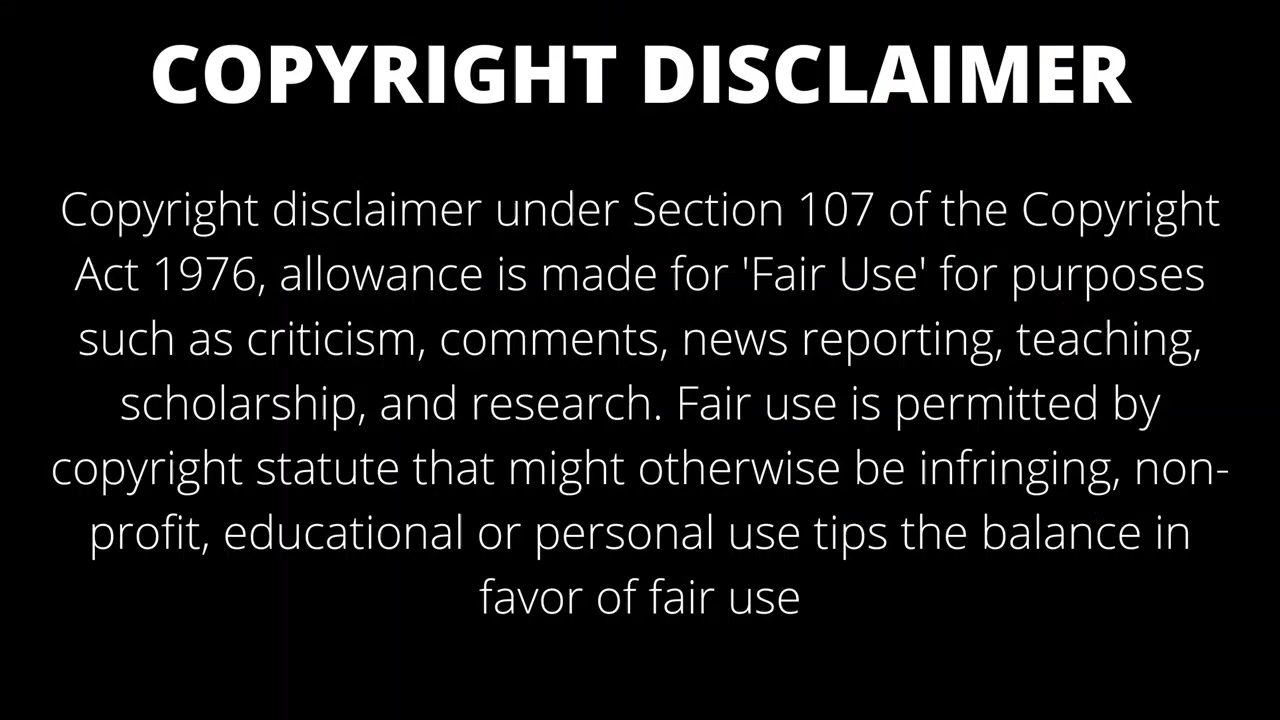 COPYRIGHT DISCLAIMER
Copyright disclaimer under Section 107 of the Copyright
Act 1976, allowance is made for 'Fair Use' for purposes
such as criticism, comments, news reporting, teaching,
scholarship, and research. Fair use is permitted by
copyright statute that might otherwise be infringing, non-
profit, educational or personal use tips the balance in
favor of fair use